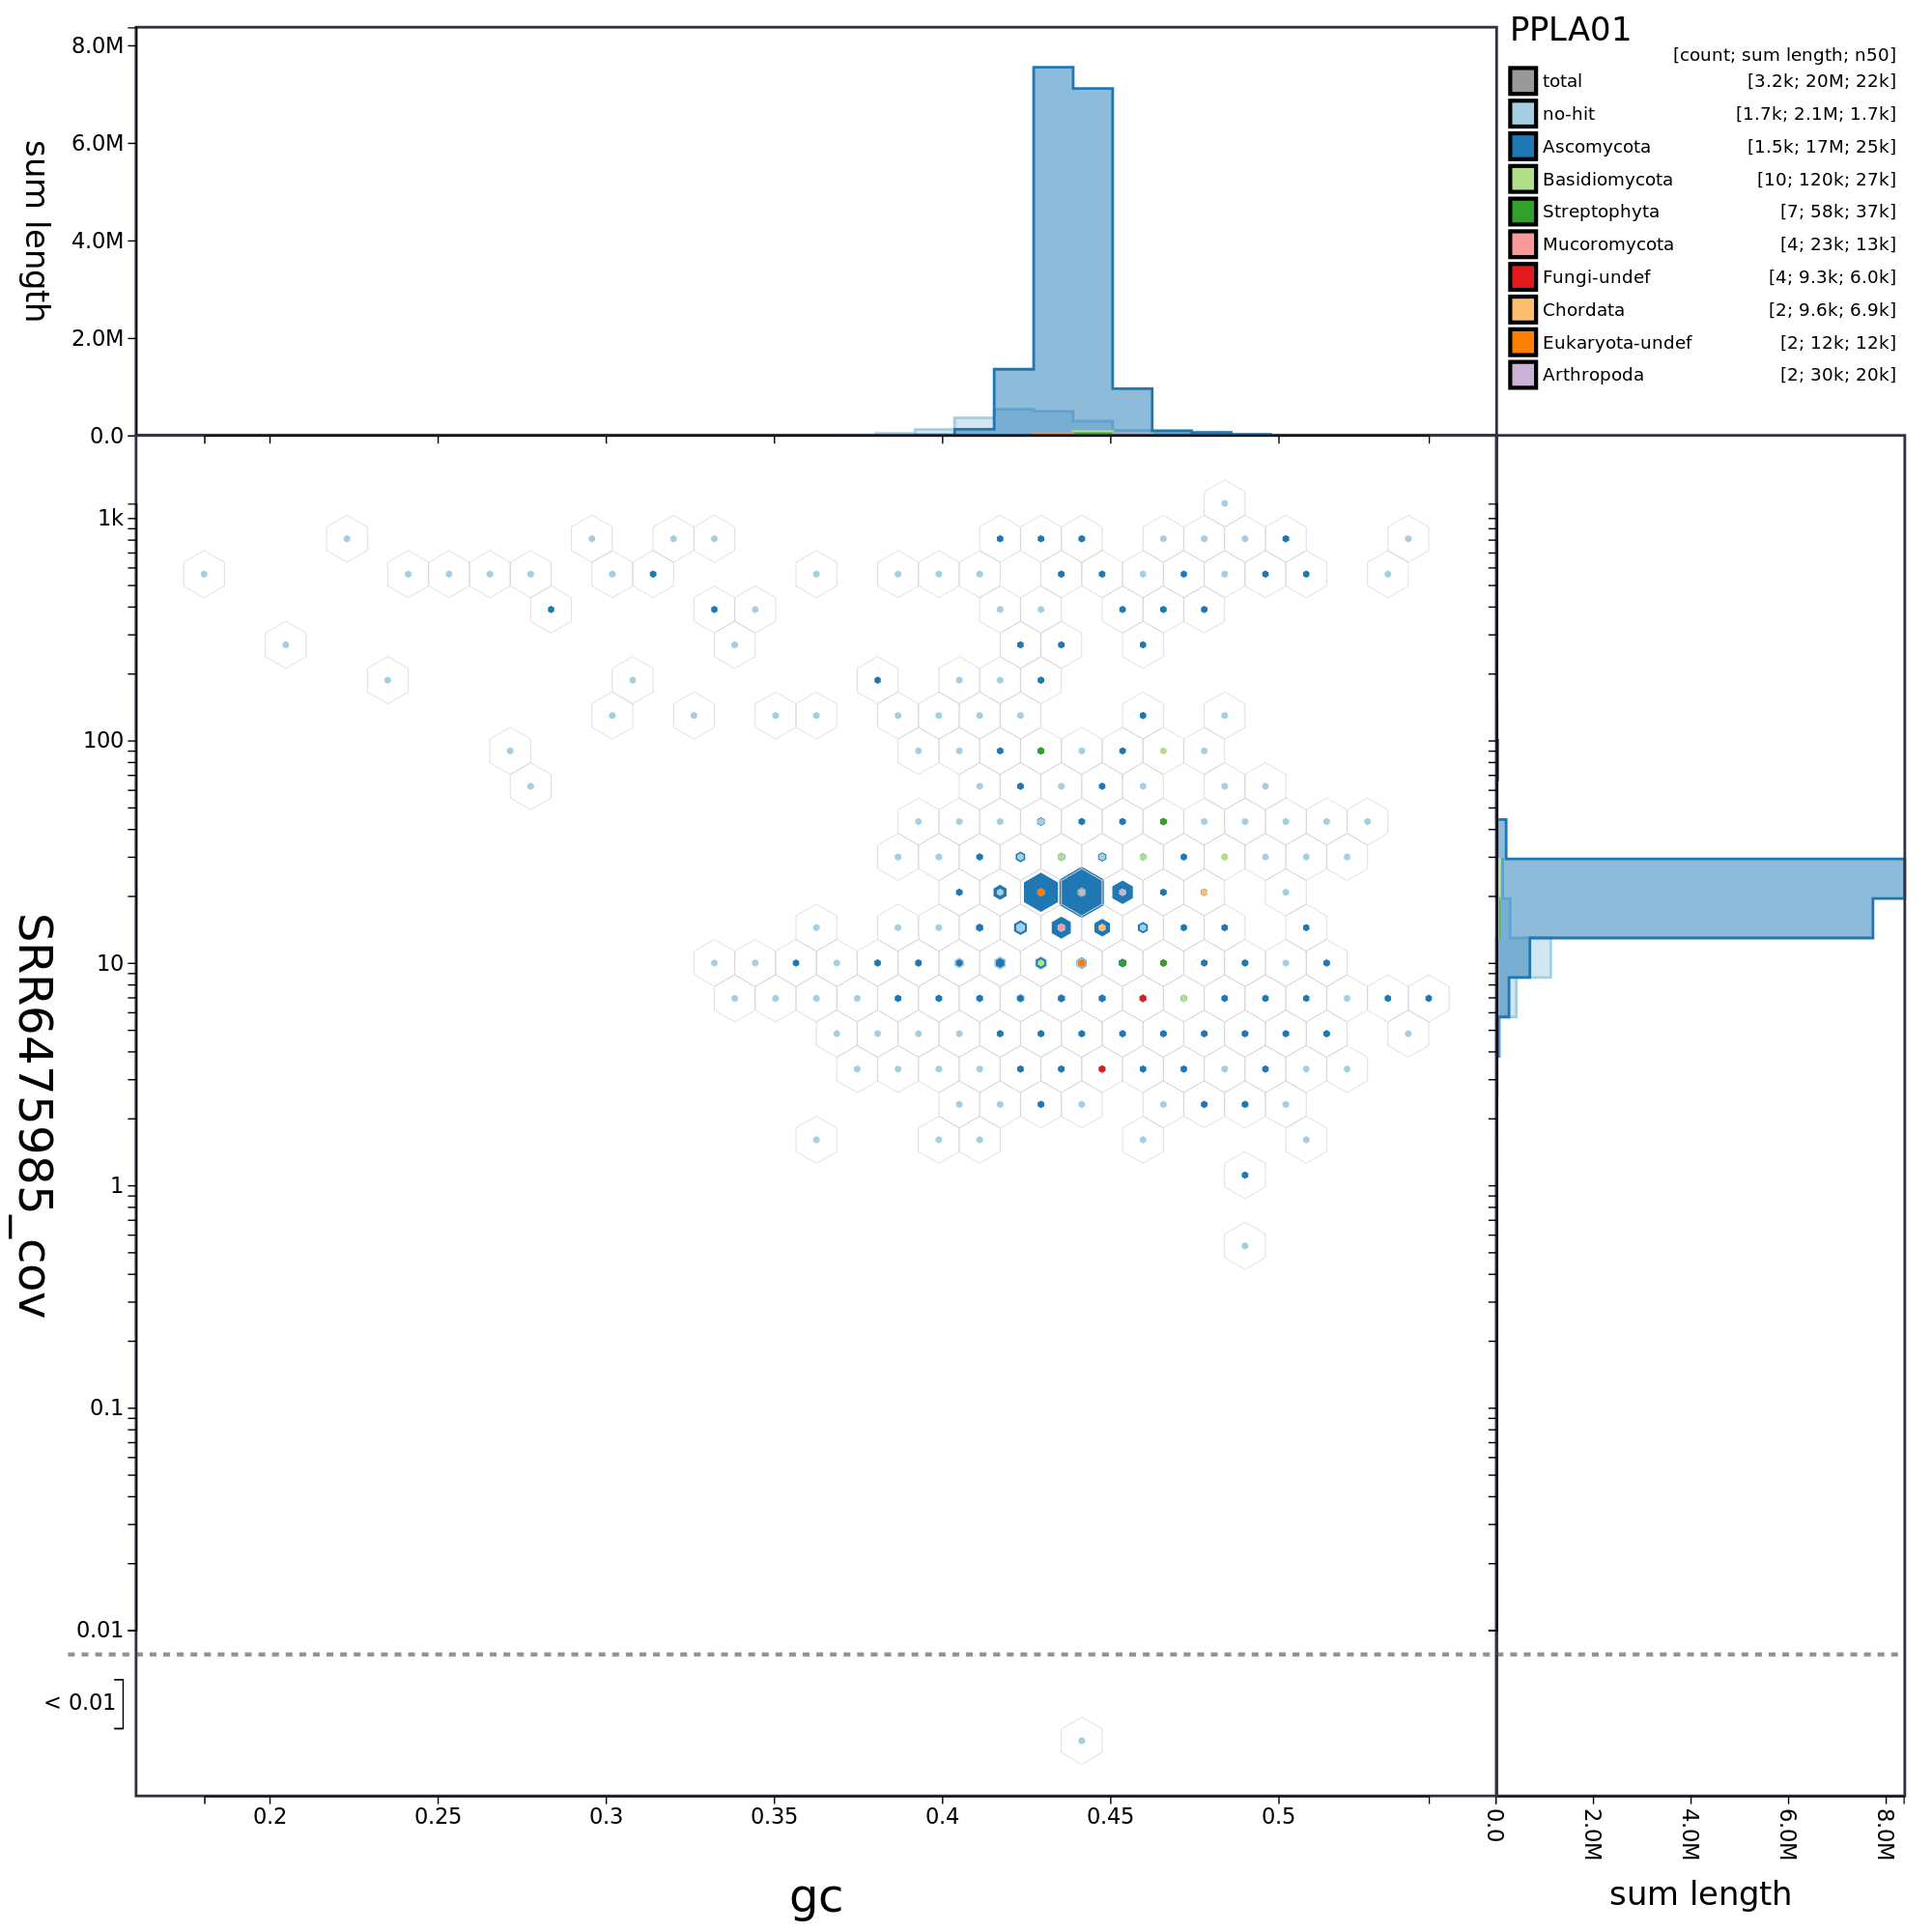 PPLA01
[count; sum length; n50]
total [3.2k; 20M; 22k]
no-hit [1.7k; 2.1M; 1.7k]
Ascomycota [1.5k; 17M; 25k]
Basidiomycota [10; 120k; 27k]
Streptophyta [7; 58k; 37k]
Mucoromycota [4; 23k; 13k]
Fungi-undef [4; 9.3k; 6.0k]
Chordata [2; 9.6k; 6.9k]
Eukaryota-undef [2; 12k; 12k]
Arthropoda [2; 30k; 20k]
sum length
8.0M
6.0M
4.0M
2.0M
0.0
SRR6475985_cov
1k
100
10
1
0.1
0.01
< 0.01
0.2 0.25 0.3 0.35 0.4 0.45 0.5
gc
0.0 2.0M 4.0M 6.0M 8.0M
sum length